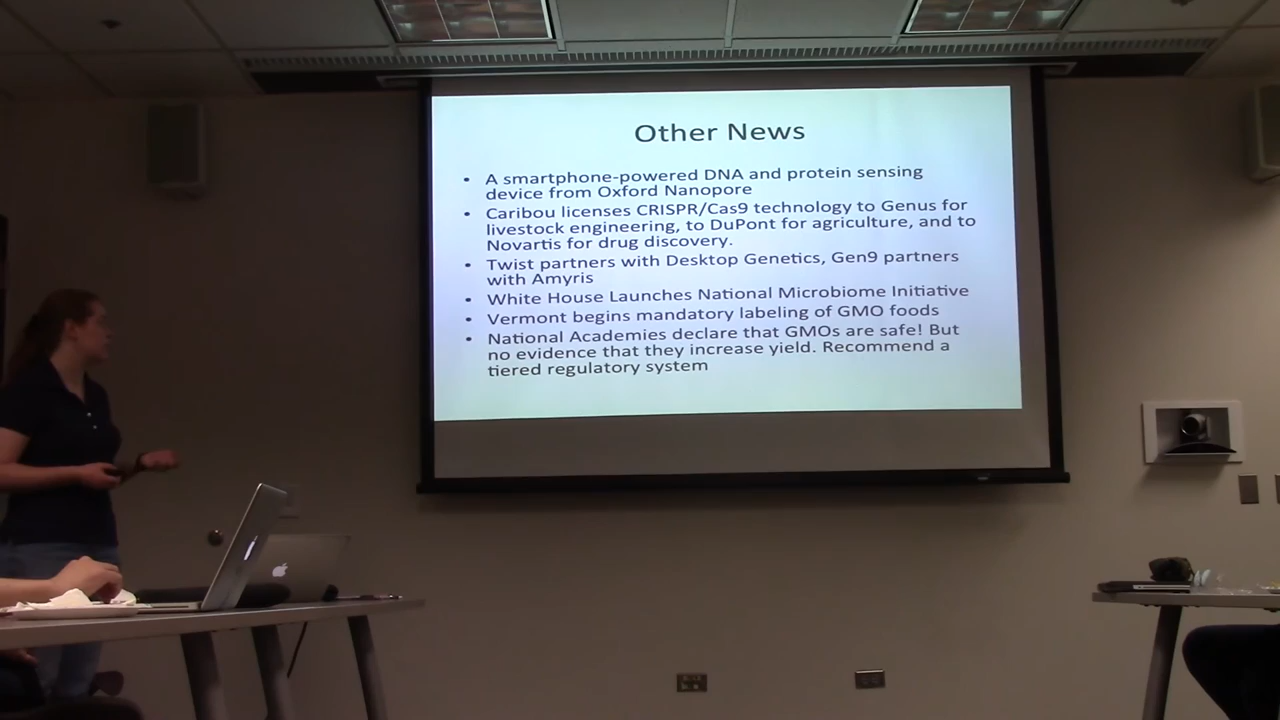 Other News
• A smartphone-powered DNA and protein sensing
device from Oxford Nanopore
• Caribou licenses CRISPR/Cas9 technology to Genus for
livestock engineering, to DuPont for agriculture, and to
Novartis for drug discovery.
• Twist partners with Desktop Genetics, Gen9 partners
with Amyris
• White House Launches National Microbiome Initiative
• Vermont begins mandatory labeling of GMO foods
• National Academies declare that GMOs are safe! But
no evidence that they increase yield. Recommend a
tiered regulatory system